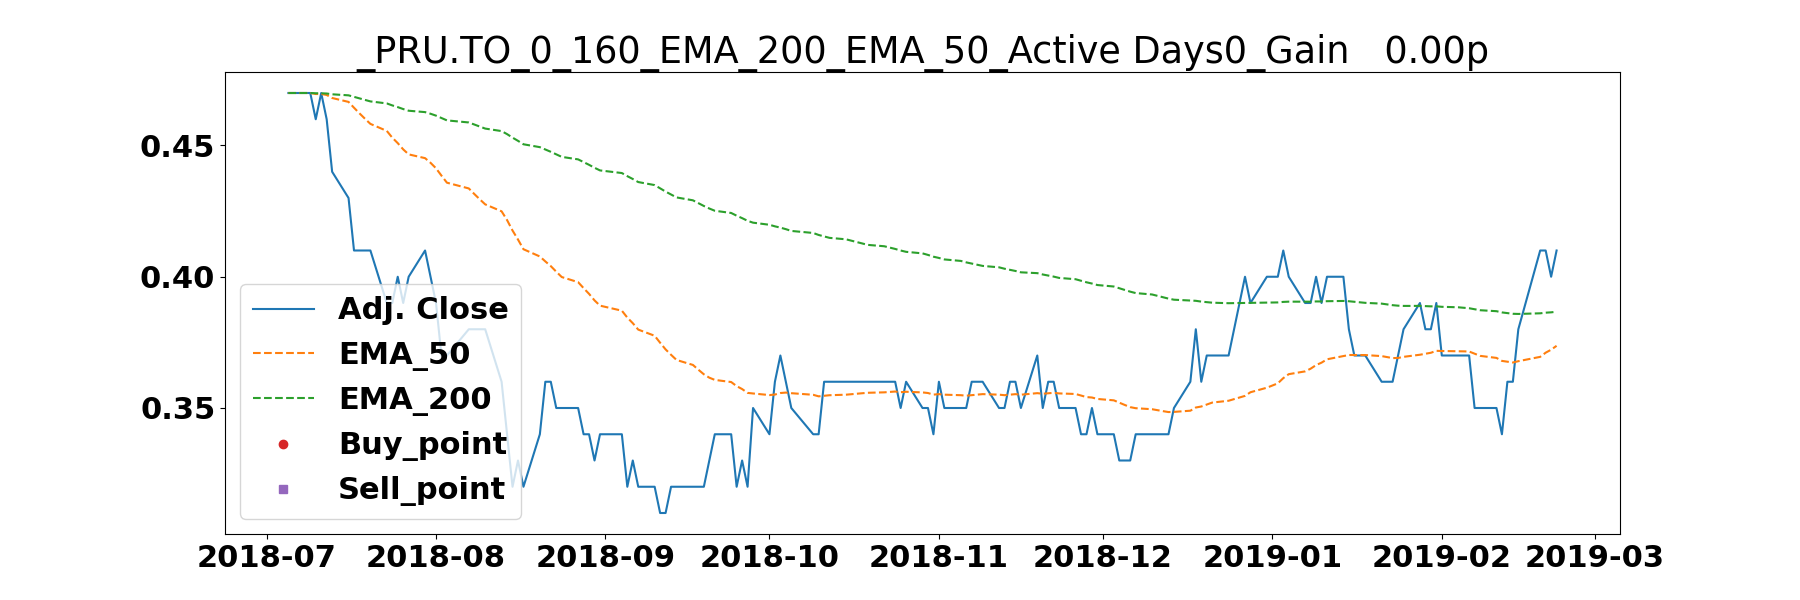 _PRU.TO_0_160_EMA_200_EMA_50_Active Days0_Gain   0.00p
0.45
0.40
0.35
Adj. Close
EMA_50
EMA_200
Buy_point
Sell_point
2018-07 2018-08 2018-09 2018-10 2018-11 2018-12 2019-01 2019-02 2019-03